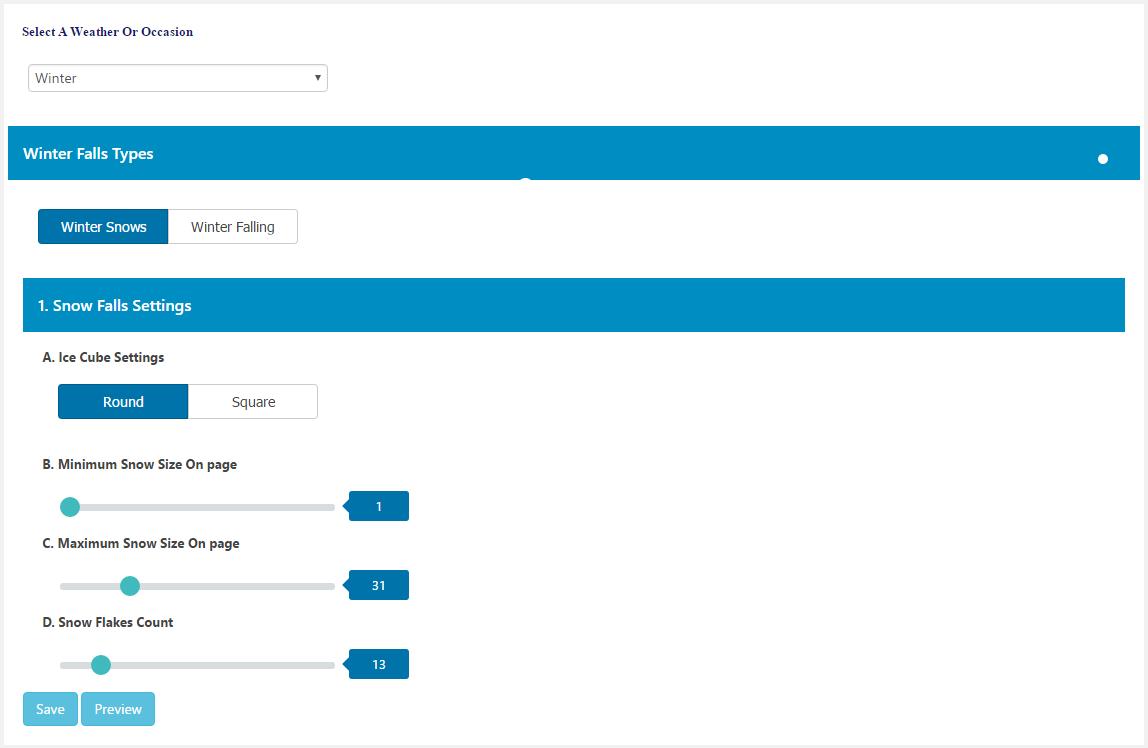 Select A Weather Or Occasion
Winter
Winter Falls Types
Winter Snows Winter Falling
1. Snow Falls Settings
A. Ice Cube Settings
Round Square
B. Minimum Snow Size On page
1
C. Maximum Snow Size On page
31
D. Snow Flakes Count
13
Save Preview